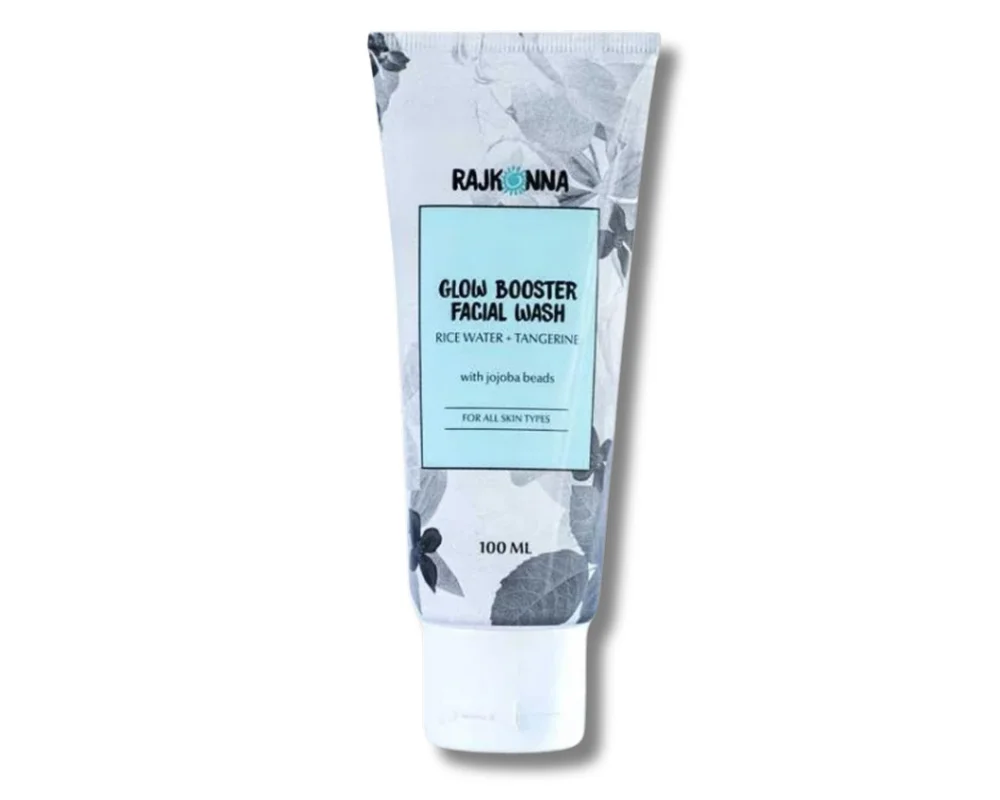 RAJKONNA
GLOW BOOSTER
FACIAL WASH
RICE WATER + TANGERINE
with jojoba beads
FOR ALL SKIN TYPES
100 ML